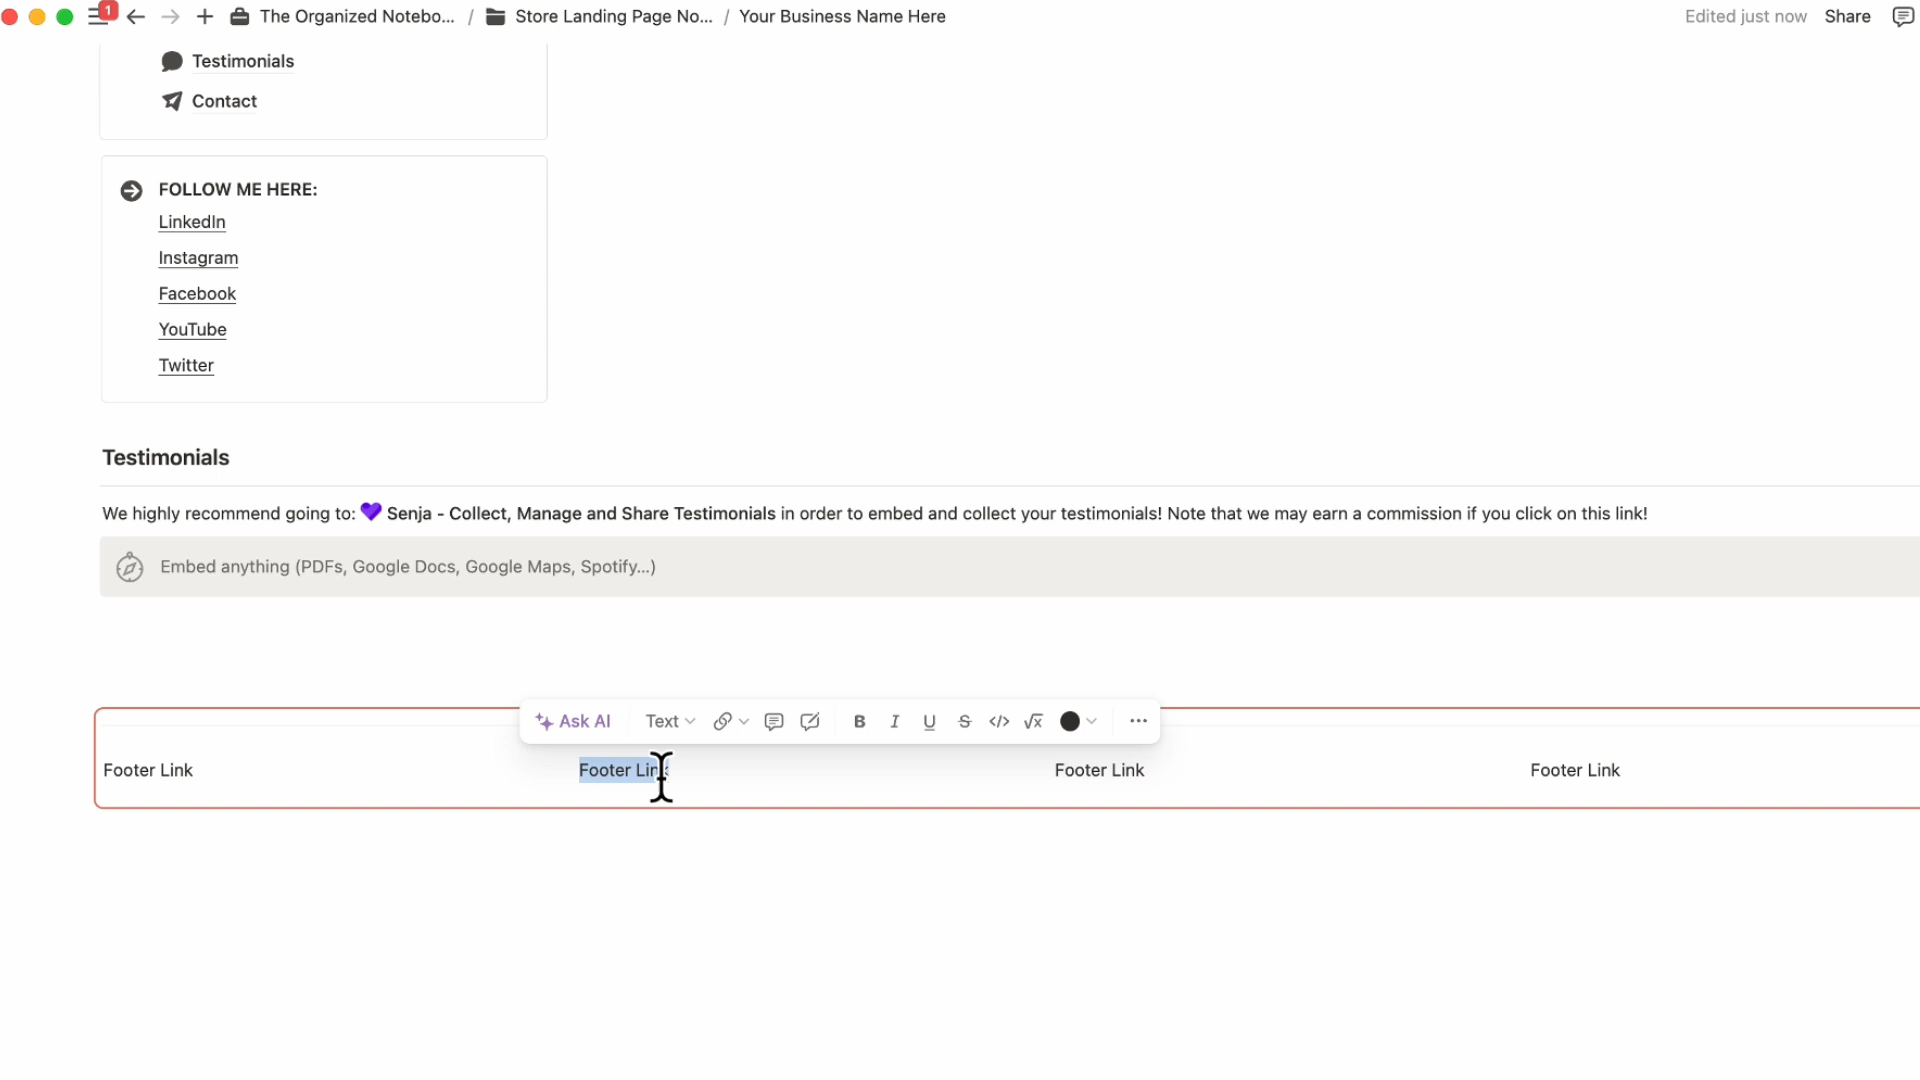 1
The Organized Notebo... / Store Landing Page No... / Your Business Name Here
Edited just now Share
Testimonials
Contact
FOLLOW ME HERE:
LinkedIn
Instagram
Facebook
YouTube
Twitter
Testimonials
We highly recommend going to: 💜 Senja - Collect, Manage and Share Testimonials in order to embed and collect your testimonials! Note that we may earn a commission if you click on this link!
Embed anything (PDFs, Google Docs, Google Maps, Spotify...)
Ask AI Text B I U S </> √x ...
Footer Link Footer Link Footer Link Footer Link